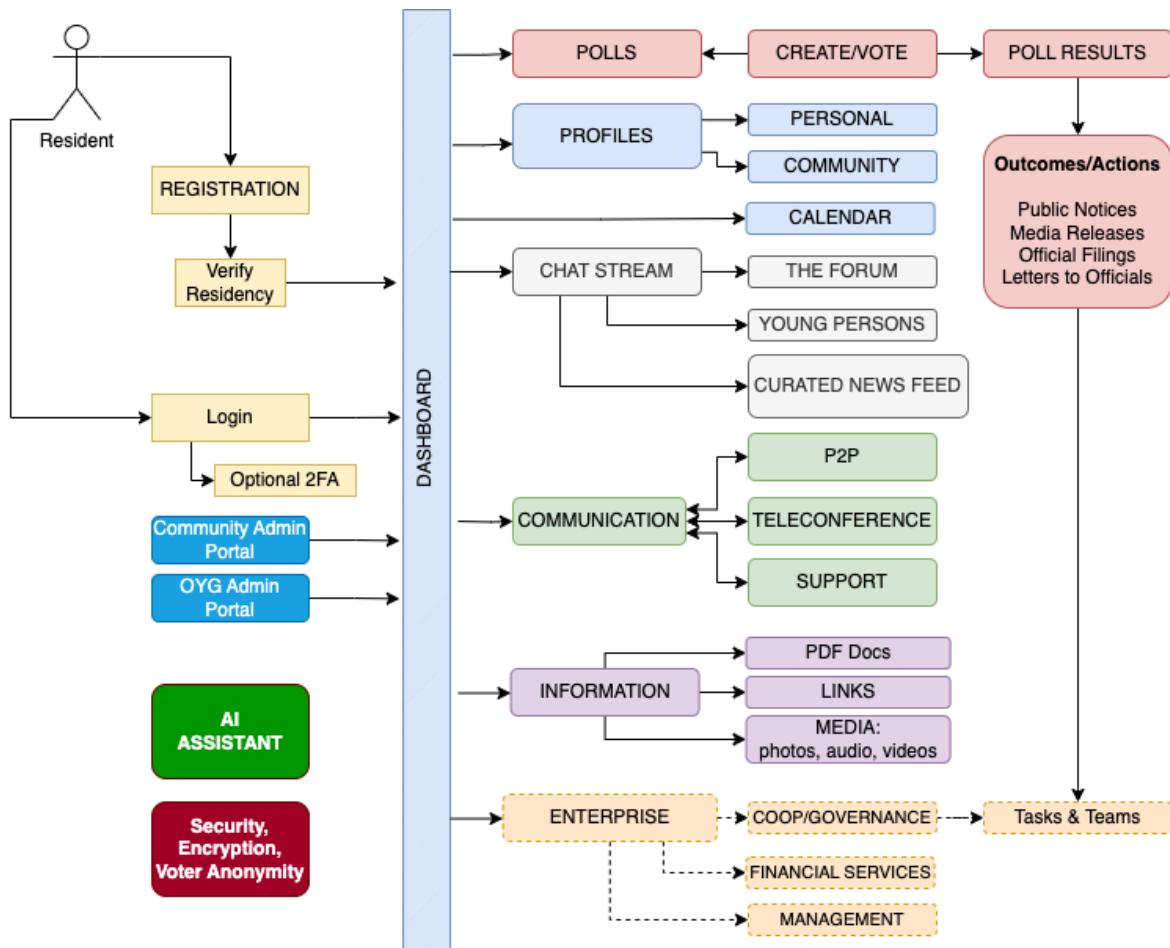 Resident
REGISTRATION
Verify
Residency
Login
Optional 2FA
Community Admin
Portal
OYG Admin
Portal
AI
ASSISTANT
Security,
Encryption,
Voter Anonymity
DASHBOARD
POLLS
CREATE/VOTE
POLL RESULTS
Outcomes/Actions
Public Notices
Media Releases
Official Filings
Letters to Officials
PROFILES
PERSONAL
COMMUNITY
CALENDAR
CHAT STREAM
THE FORUM
YOUNG PERSONS
CURATED NEWS FEED
COMMUNICATION
P2P
TELECONFERENCE
SUPPORT
INFORMATION
PDF Docs
LINKS
MEDIA:
photos, audio, videos
ENTERPRISE
COOP/GOVERNANCE
Tasks & Teams
FINANCIAL SERVICES
MANAGEMENT